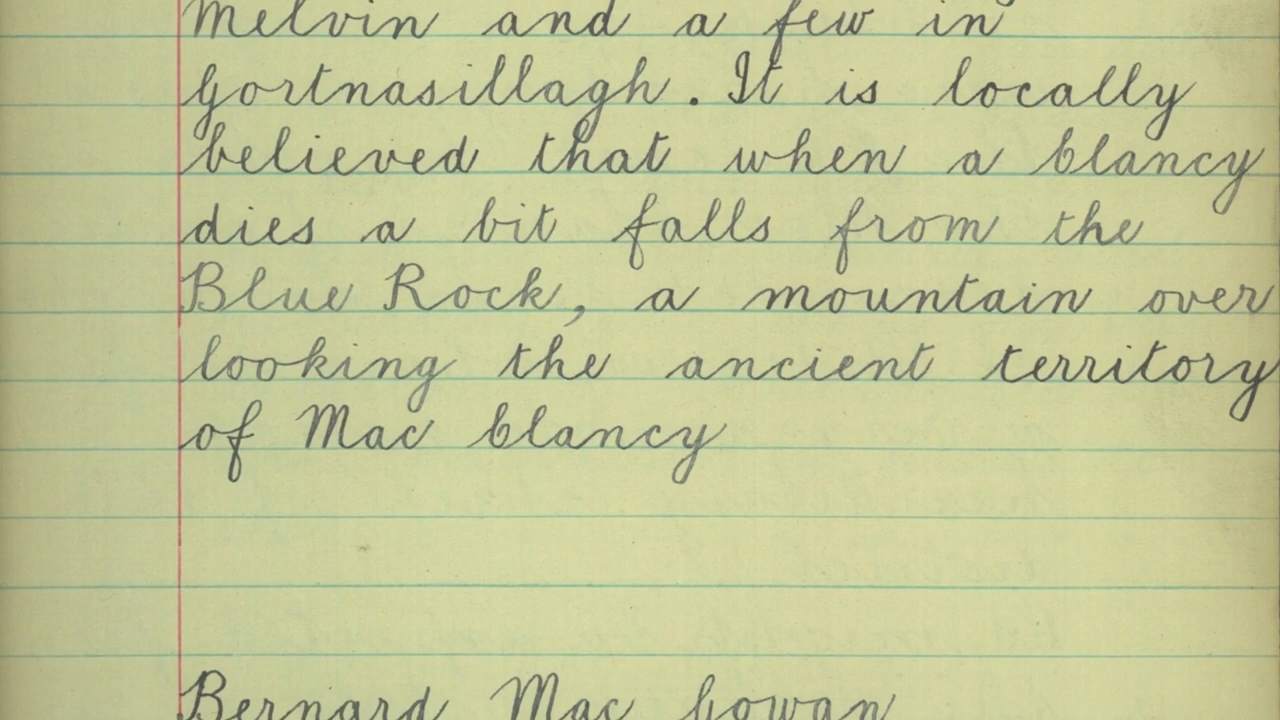 Melvin and a few in
Gortnasillagh. It is locally
believed that when a Clancy
dies a bit falls from the
Blue Rock, a mountain over
looking the ancient territory
of Mac Clancy
Bernard Mac Gowan